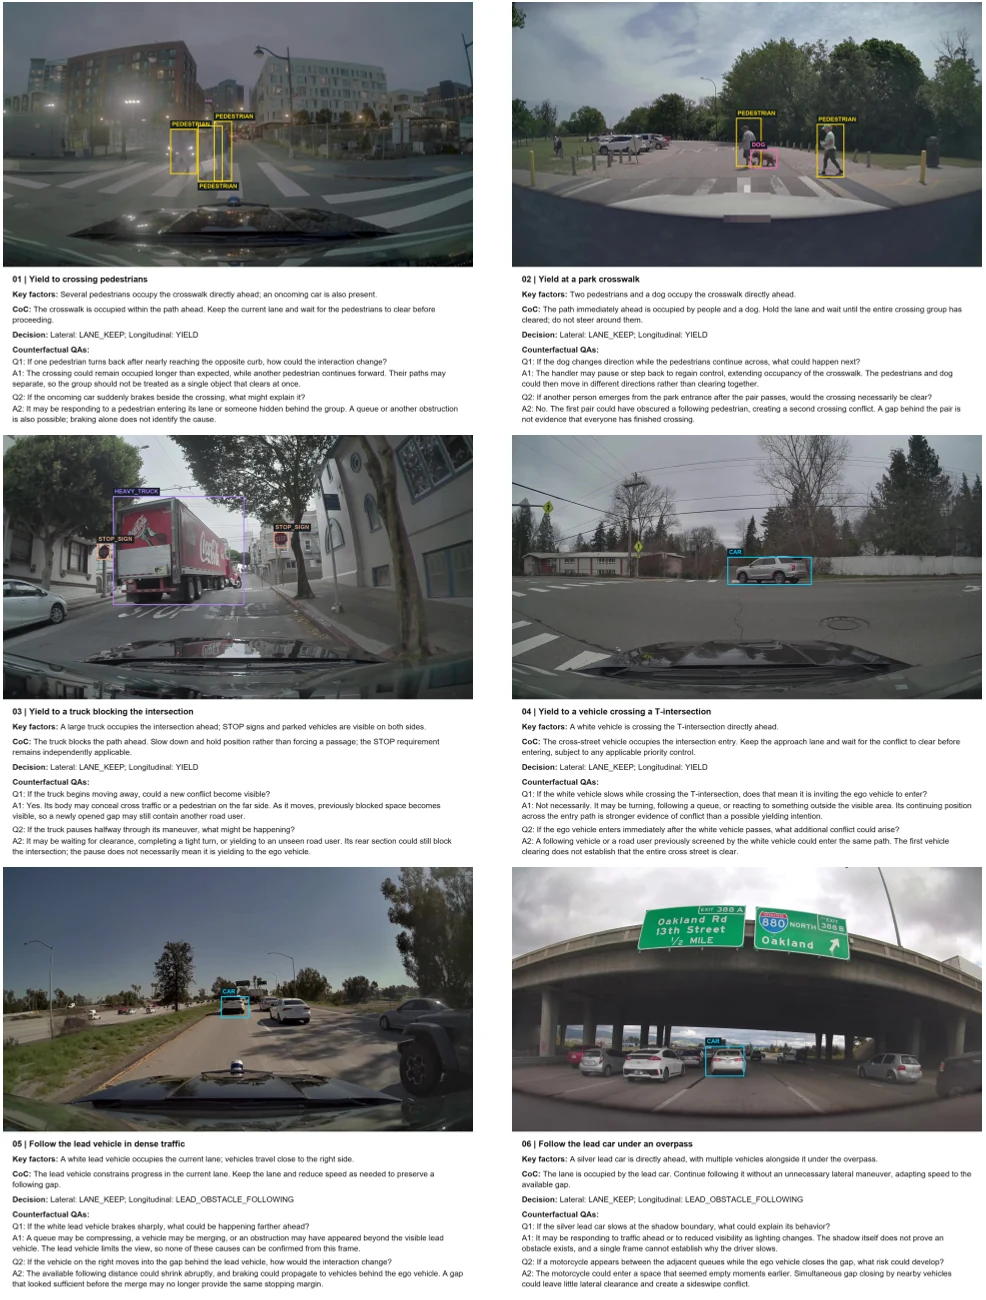 PEDESTRIAN
PEDESTRIAN
PEDESTRIAN
01 | Yield to crossing pedestrians
Key factors: Several pedestrians occupy the crosswalk directly ahead; an oncoming car is also present.
CoC: The crosswalk is occupied within the path ahead. Keep the current lane and wait for the pedestrians to clear before
proceeding.
Decision: Lateral: LANE_KEEP; Longitudinal: YIELD
Counterfactual QAs:
Q1: If one pedestrian turns back after nearly reaching the opposite curb, how could the interaction change?
A1: The crossing could remain occupied longer than expected, while another pedestrian continues forward. Their paths may
separate, so the group should not be treated as a single object that clears at once.
Q2: If the oncoming car suddenly brakes beside the crossing, what might explain it?
A2: It may be responding to a pedestrian entering its lane or someone hidden behind the group. A queue or another obstruction
is also possible; braking alone does not identify the cause.
PEDESTRIAN
PEDESTRIAN
DOG
02 | Yield at a park crosswalk
Key factors: Two pedestrians and a dog occupy the crosswalk directly ahead.
CoC: The path immediately ahead is occupied by people and a dog. Hold the lane and wait until the entire crossing group has
cleared; do not steer around them.
Decision: Lateral: LANE_KEEP; Longitudinal: YIELD
Counterfactual QAs:
Q1: If the dog changes direction while the pedestrians continue across, what could happen next?
A1: The handler may pause or step back to regain control, extending occupancy of the crosswalk. The pedestrians and dog
could then move in different directions rather than clearing together.
Q2: If another person emerges from the park entrance after the pair passes, would the crossing necessarily be clear?
A2: No. The first pair could have obscured a following pedestrian, creating a second crossing conflict. A gap behind the pair is
not evidence that everyone has finished crossing.
HEAVY_TRUCK
STOP_SIGN
STOP_SIGN
Coca-Cola
STOP
03 | Yield to a truck blocking the intersection
Key factors: A large truck occupies the intersection ahead; STOP signs and parked vehicles are visible on both sides.
CoC: The truck blocks the path ahead. Slow down and hold position rather than forcing a passage; the STOP requirement
remains independently applicable.
Decision: Lateral: LANE_KEEP; Longitudinal: YIELD
Counterfactual QAs:
Q1: If the truck begins moving away, could a new conflict become visible?
A1: Yes. Its body may conceal cross traffic or a pedestrian on the far side. As it moves, previously blocked space becomes
visible, so a newly opened gap may still contain another road user.
Q2: If the truck pauses halfway through its maneuver, what might be happening?
A2: It may be waiting for clearance, completing a tight turn, or yielding to an unseen road user. Its rear section could still block
the intersection; the pause does not necessarily mean it is yielding to the ego vehicle.
CAR
04 | Yield to a vehicle crossing a T-intersection
Key factors: A white vehicle is crossing the T-intersection directly ahead.
CoC: The cross-street vehicle occupies the intersection entry. Keep the approach lane and wait for the conflict to clear before
entering, subject to any applicable priority control.
Decision: Lateral: LANE_KEEP; Longitudinal: YIELD
Counterfactual QAs:
Q1: If the white vehicle slows while crossing, does that mean it is inviting the ego vehicle to enter?
A1: Not necessarily. It may be turning, following a queue, or reacting to something outside the visible area. Its continuing position
across the entry path is stronger evidence of conflict than a possible yielding intention.
Q2: If the ego vehicle enters immediately after the white vehicle passes, what additional conflict could arise?
A2: A following vehicle or a road user previously screened by the white vehicle could enter the same path. The first vehicle
clearing does not establish that the entire cross street is clear.
CAR
05 | Follow the lead vehicle in dense traffic
Key factors: A white lead vehicle occupies the current lane; vehicles travel close to the right side.
CoC: The lead vehicle constrains progress in the current lane. Keep the lane and reduce speed as needed to preserve a
following gap.
Decision: Lateral: LANE_KEEP; Longitudinal: LEAD_OBSTACLE_FOLLOWING
Counterfactual QAs:
Q1: If the white lead vehicle brakes sharply, what could be happening farther ahead?
A1: A queue may be compressing, a vehicle may be merging, or an obstruction may have appeared beyond the visible lead
vehicle. The lead vehicle limits the view, so none of these causes can be confirmed from this frame.
Q2: If the vehicle on the right moves into the gap behind the lead vehicle, how would the interaction change?
A2: The available following distance could shrink abruptly, and braking could propagate to vehicles behind the ego vehicle. A gap
that looked sufficient before the merge may no longer provide the same stopping margin.
EXIT 388 A
Oakland Rd
13th Street
½ MILE
880 NORTH
EXIT 388 B
Oakland
CAR
06 | Follow the lead car under an overpass
Key factors: A silver lead car is directly ahead, with multiple vehicles alongside it under the overpass.
CoC: The lane is occupied by the lead car. Continue following it without an unnecessary lateral maneuver, adapting speed to the
available gap.
Decision: Lateral: LANE_KEEP; Longitudinal: LEAD_OBSTACLE_FOLLOWING
Counterfactual QAs:
Q1: If the silver lead car slows at the shadow boundary, what could explain its behavior?
A1: It may be responding to traffic ahead or to reduced visibility as lighting changes. The shadow itself does not prove an
obstacle exists, and a single frame cannot establish why the driver slows.
Q2: If a motorcycle appears between the adjacent queues while the ego vehicle closes the gap, what risk could develop?
A2: The motorcycle could enter a space that seemed empty moments earlier. Simultaneous gap closing by nearby vehicles
could leave little lateral clearance and create a sideswipe conflict.